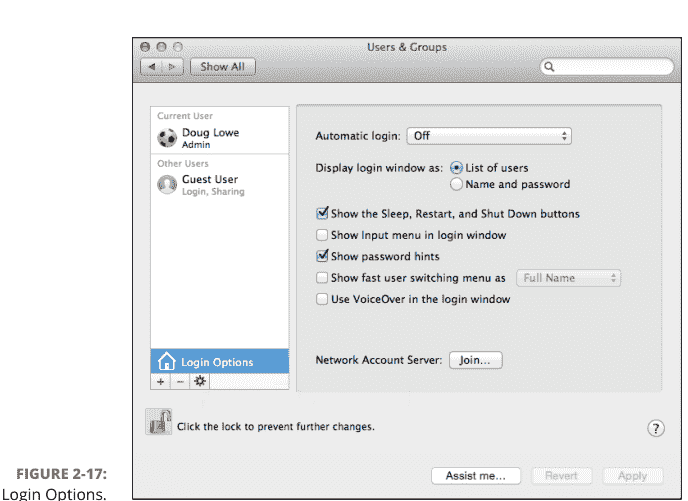 Users & Groups
Show All
Current User
Doug Lowe
Admin
Other Users
Guest User
Login, Sharing
Login Options
Automatic login: Off
Display login window as: List of users
Name and password
Show the Sleep, Restart, and Shut Down buttons
Show Input menu in login window
Show password hints
Show fast user switching menu as Full Name
Use VoiceOver in the login window
Network Account Server: Join...
Click the lock to prevent further changes.
?
Assist me... Revert Apply
FIGURE 2-17:
Login Options.